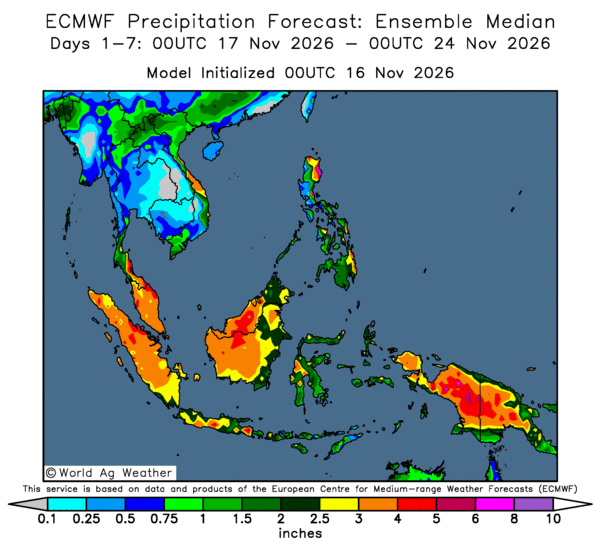 ECMWF Precipitation Forecast: Ensemble Median
Days 1–7: 00UTC 17 Nov 2026 – 00UTC 24 Nov 2026
Model Initialized 00UTC 16 Nov 2026
© World Ag Weather
This service is based on data and products of the European Centre for Medium-range Weather Forecasts (ECMWF)
0.1 0.25 0.5 0.75 1 1.5 2 2.5 3 4 5 6 8 10
inches